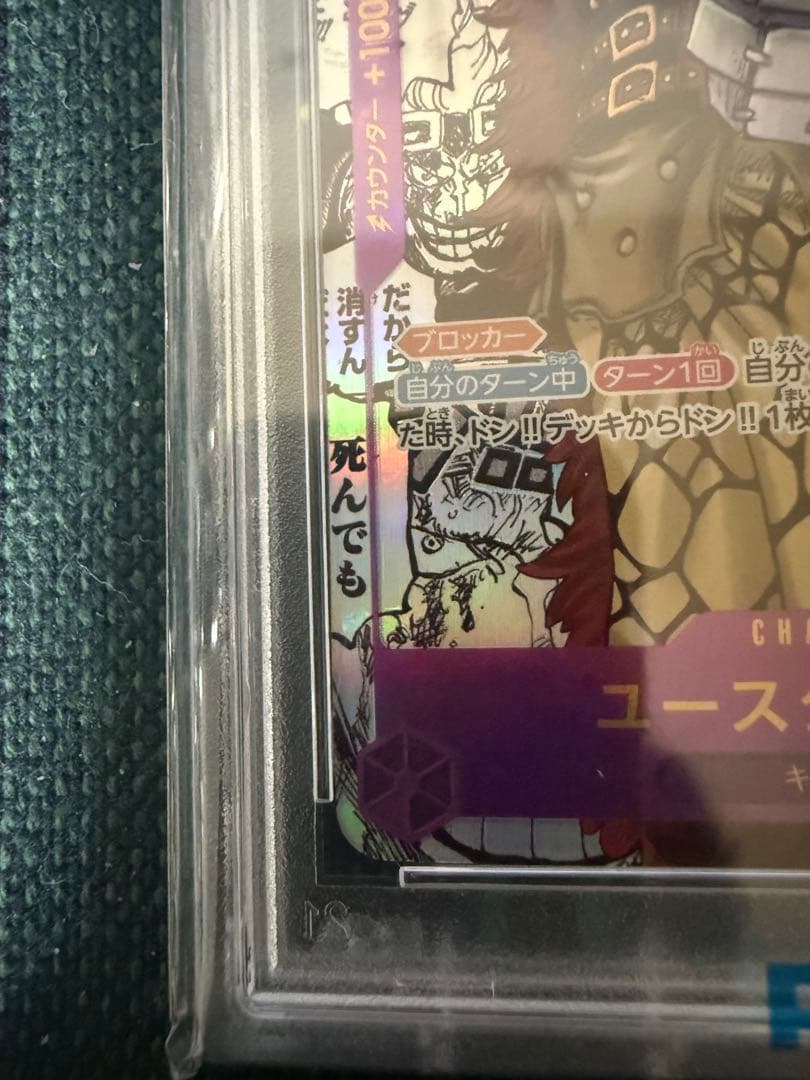 カウンター +100
だから
消すん
死んでも
ブロッカー
自分のターン中 ターン1回 自分
た時、ドン!!デッキからドン!!1枚
CHA
ユース
キ